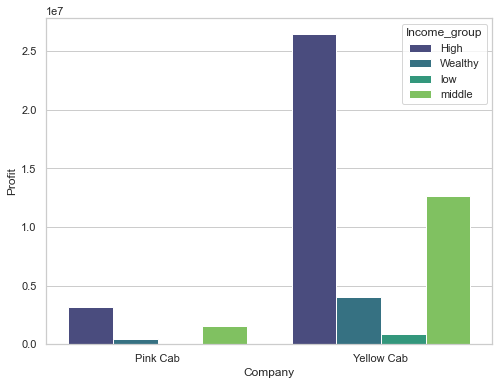 1e7
Income_group
High
Wealthy
low
middle
2.5
2.0
1.5
1.0
0.5
0.0
Profit
Pink Cab
Yellow Cab
Company